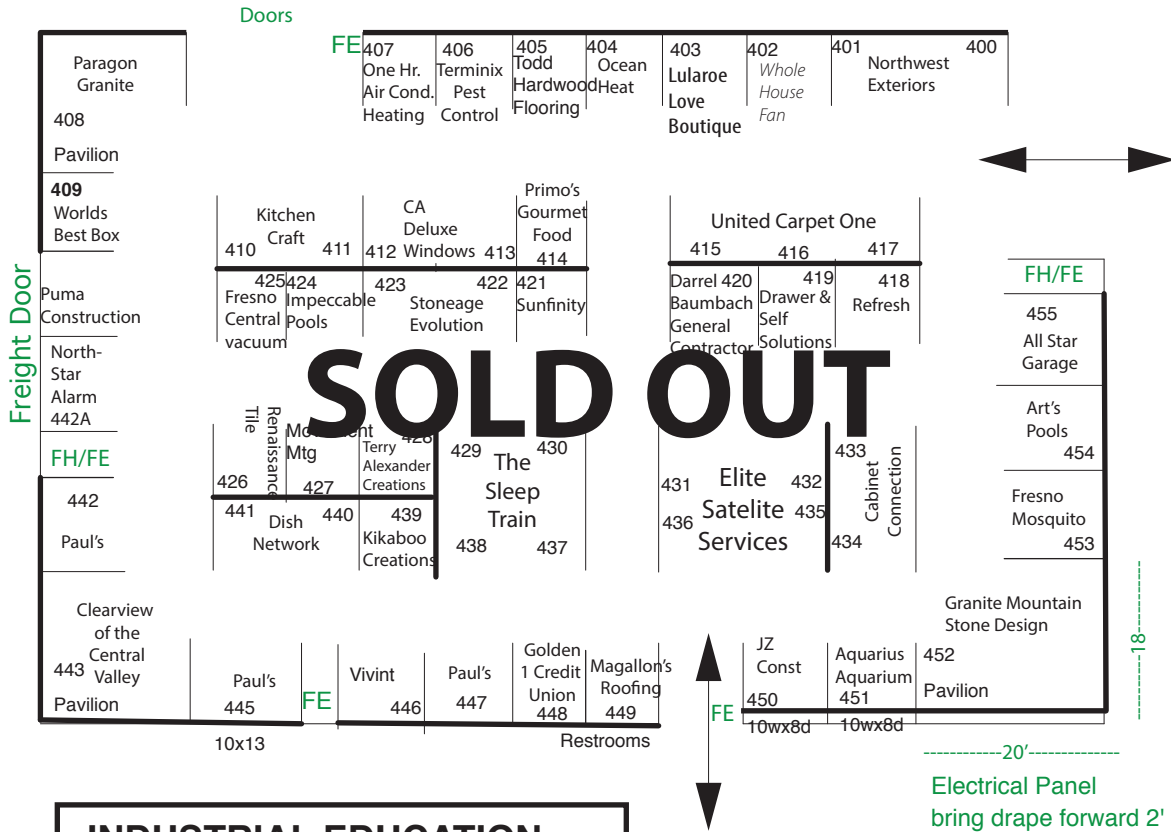 Doors
FE
407
One Hr.
Air Cond.
Heating
406
Terminix
Pest
Control
405
Todd
Hardwood
Flooring
404
Ocean
Heat
403
Lularoe
Love
Boutique
402
Whole
House
Fan
401
400
Northwest
Exteriors
Paragon
Granite
408
Pavilion
409
Worlds
Best Box
Kitchen
Craft
410
411
CA
Deluxe
Windows
412
413
Primo's
Gourmet
Food
414
United Carpet One
415
416
417
Freight Door
Puma
Construction
North-
Star
Alarm
442A
FH/FE
425
Fresno
Central
vacuum
424
Impeccable
Pools
423
422
Stoneage
Evolution
421
Sunfinity
Darrel 420
Baumbach
General
Contractor
419
Drawer &
Self
Solutions
418
Refresh
FH/FE
455
All Star
Garage
SOLD OUT
Art's
Pools
454
Renaissance
Tile
426
Mtg
427
428
Terry
Alexander
Creations
429
430
The
Sleep
Train
438
437
431
432
Elite
Satelite
Services
436
435
433
Cabinet
Connection
434
442
Paul's
441
440
Dish
Network
439
Kikaboo
Creations
Fresno
Mosquito
453
Clearview
of the
Central
Valley
443
Pavilion
Paul's
445
10x13
FE
Vivint
446
Paul's
447
Golden
1 Credit
Union
448
Magallon's
Roofing
449
Restrooms
FE
JZ
Const
450
10wx8d
Aquarius
Aquarium
451
10wx8d
Granite Mountain
Stone Design
452
Pavilion
18
20'
Electrical Panel
bring drape forward 2'
INDUSTRIAL EDUCATION